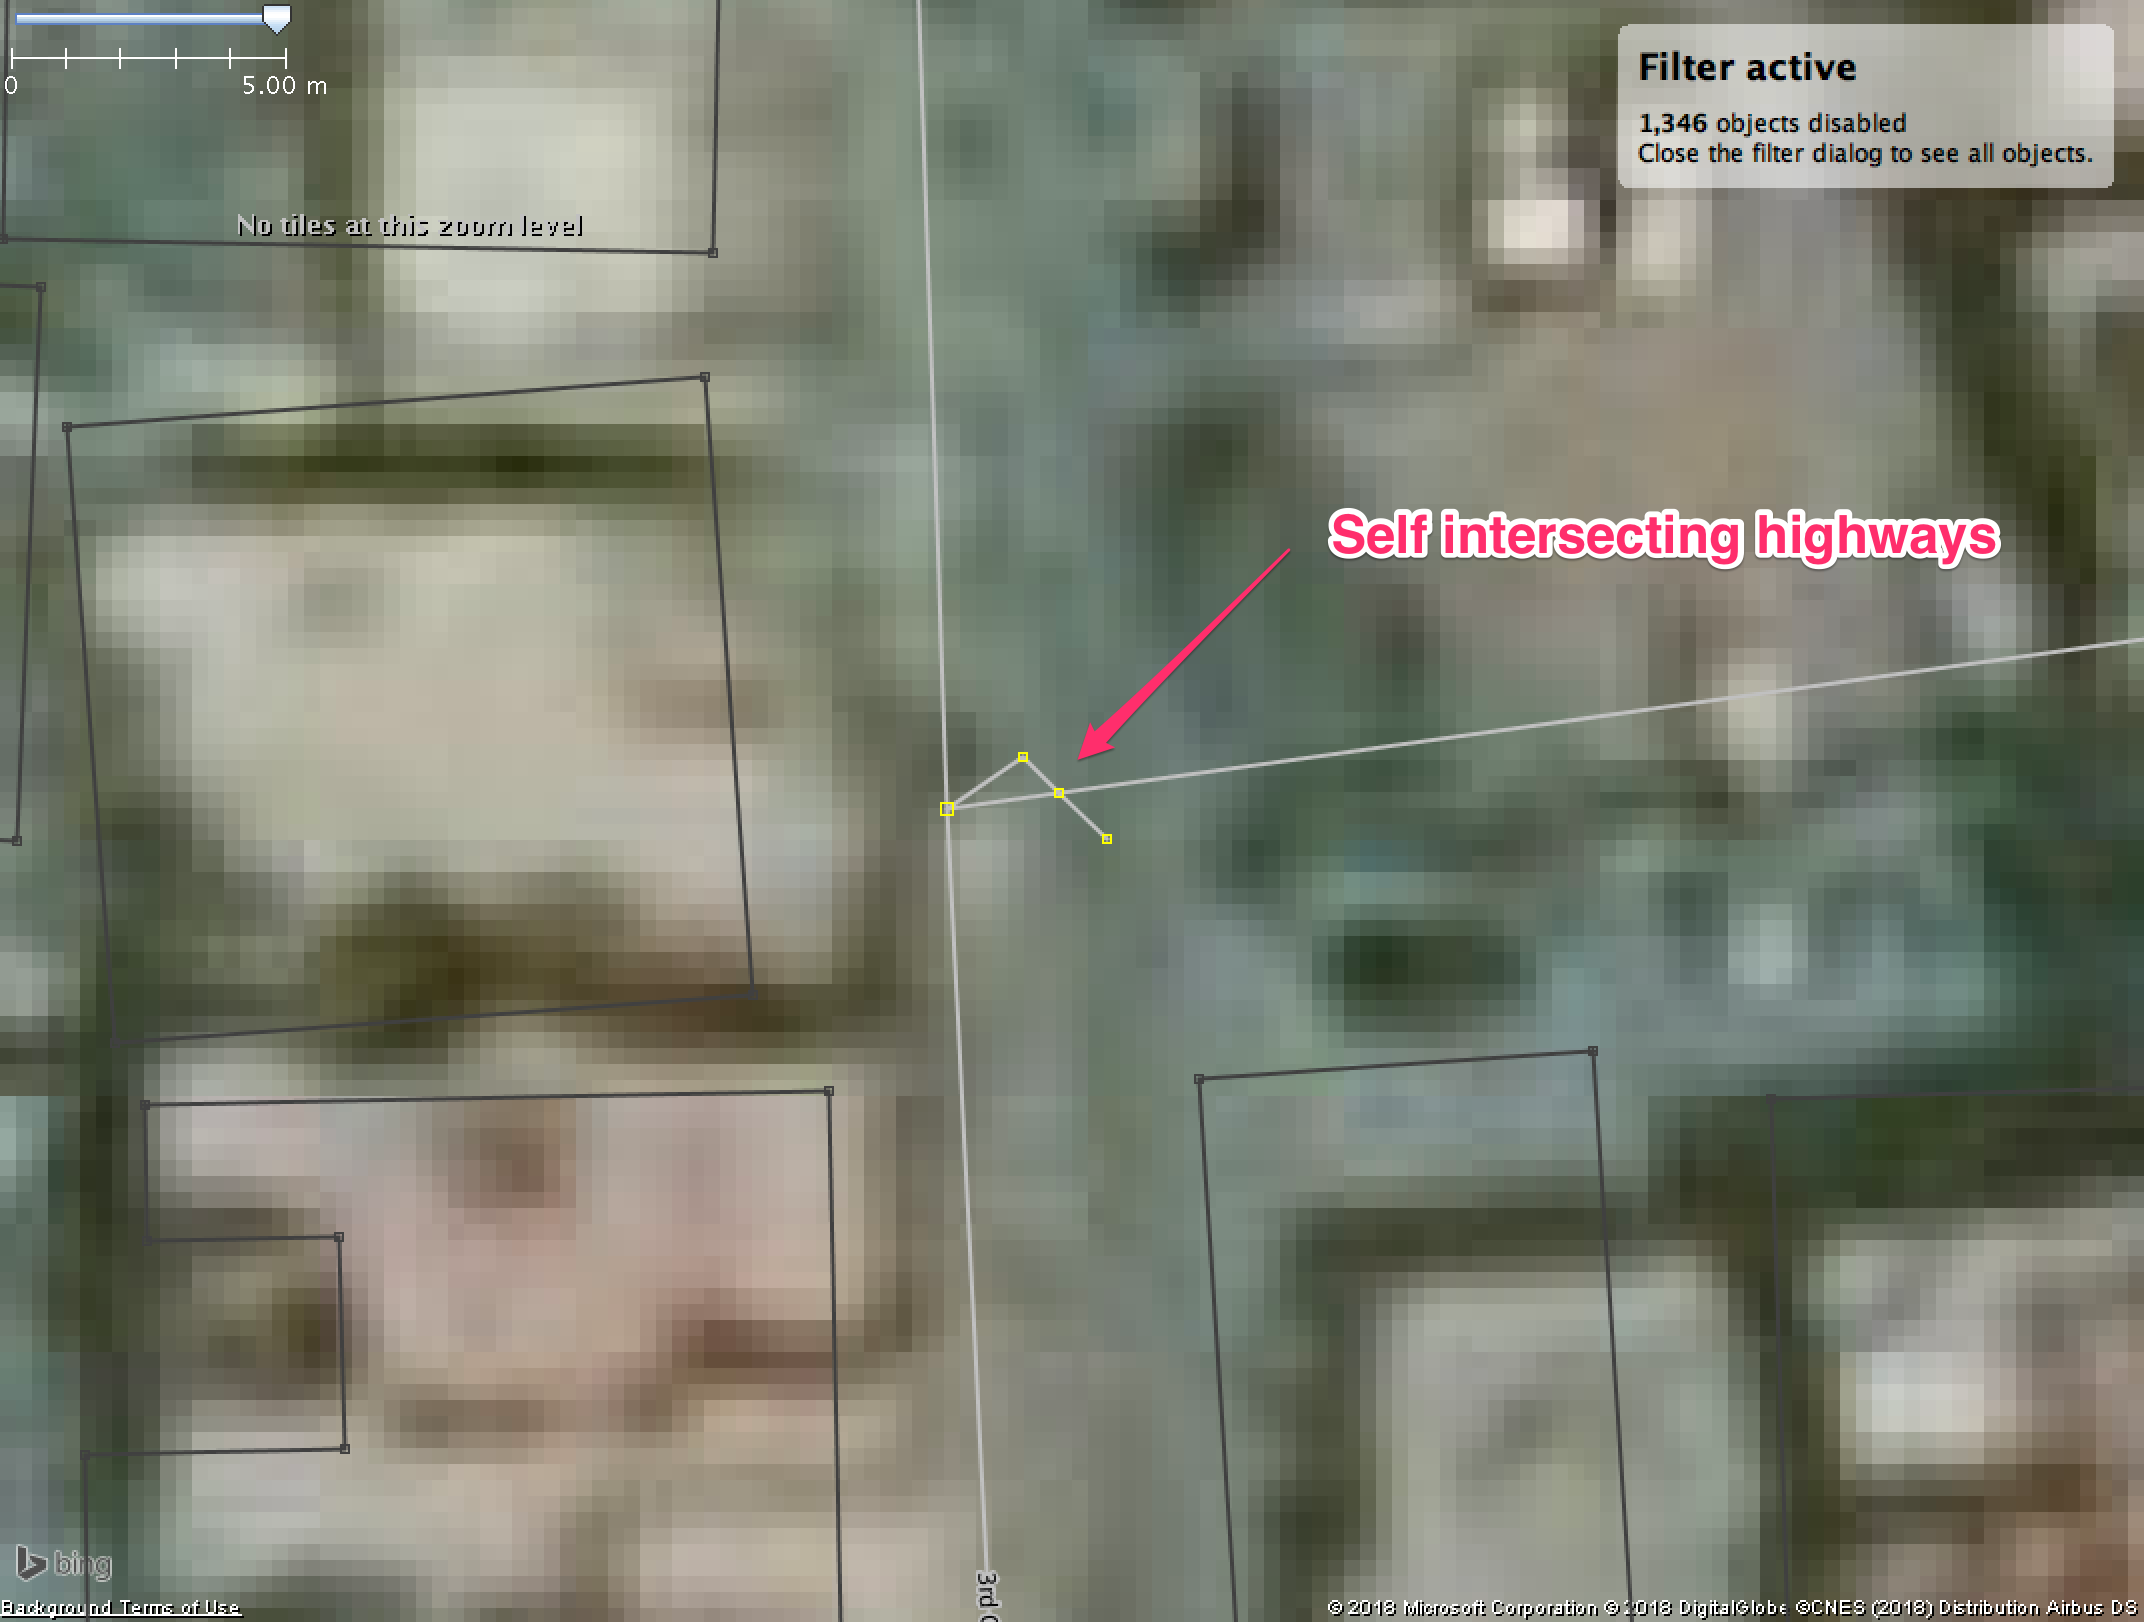 0
5.00 m
Filter active
1,346 objects disabled
Close the filter dialog to see all objects.
No tiles at this zoom level
Self intersecting highways
3rd
bing
Background Terms of Use
© 2018 Microsoft Corporation © 2018 DigitalGlobe ©CNES (2018) Distribution Airbus DS